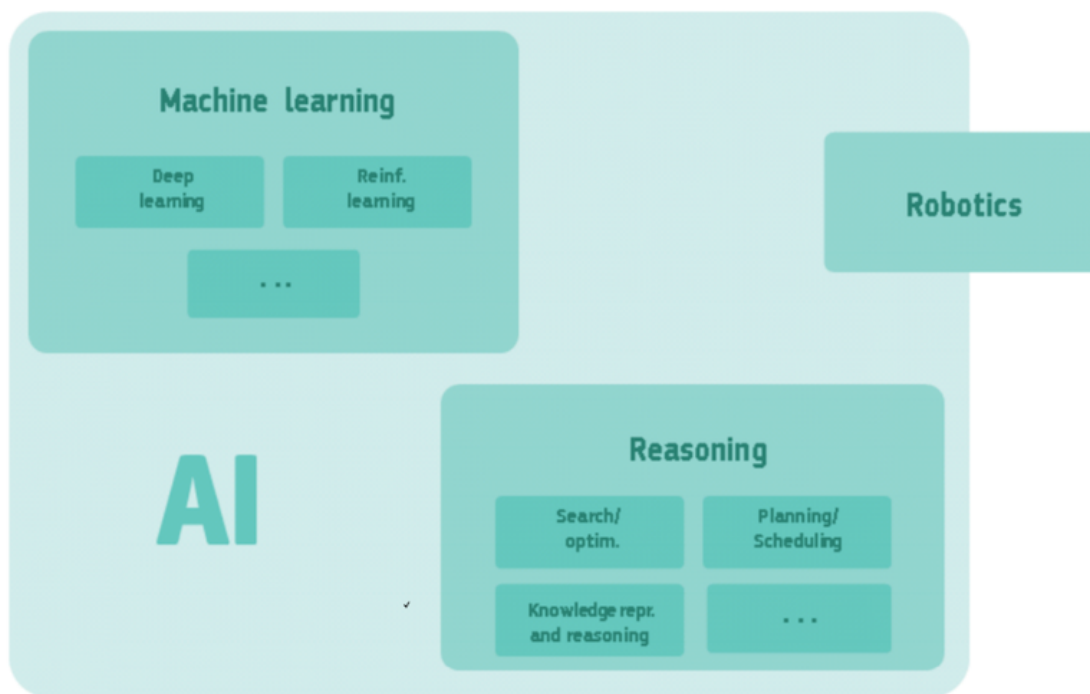 Machine learning
Deep
learning
Reinf.
learning
...
Robotics
AI
Reasoning
Search/
optim.
Planning/
Scheduling
Knowledge repr.
and reasoning
...